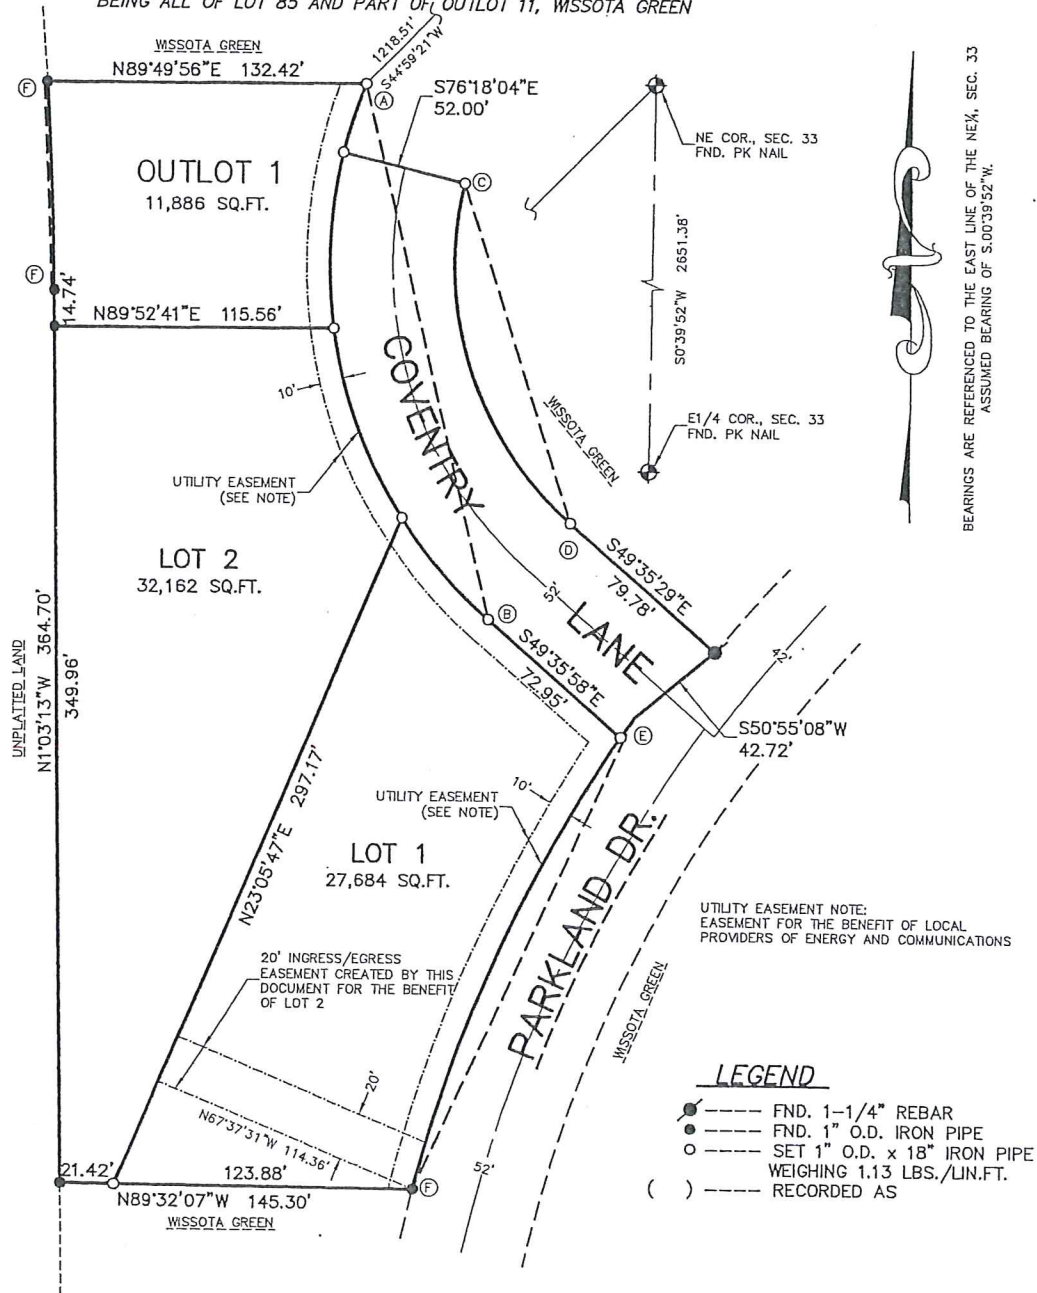 BEING ALL OF LOT 85 AND PART OF OUTLOT 11, WISSOTA GREEN
WISSOTA GREEN
N89°49'56"E 132.42'
1218.51'
S44°59'21"W
S76°18'04"E
52.00'
F
A
C
NE COR., SEC. 33
FND. PK NAIL
OUTLOT 1
11,886 SQ.FT.
F
14.74'
N89°52'41"E 115.56'
S0°39'52"W 2651.38'
BEARINGS ARE REFERENCED TO THE EAST LINE OF THE NE¼, SEC. 33
ASSUMED BEARING OF S.00°39'52"W.
10'
COVENTRY
WISSOTA GREEN
E1/4 COR., SEC. 33
FND. PK NAIL
UTILITY EASEMENT
(SEE NOTE)
LOT 2
32,162 SQ.FT.
D
S49°35'29"E
79.78'
52'
B
LANE
S49°35'58"E
72.95'
42'
UNPLATTED LAND
N1°03'13"W 364.70'
349.96'
E
S50°55'08"W
42.72'
N23°05'47"E 297.17'
10'
UTILITY EASEMENT
(SEE NOTE)
LOT 1
27,684 SQ.FT.
PARKLAND DR.
UTILITY EASEMENT NOTE:
EASEMENT FOR THE BENEFIT OF LOCAL
PROVIDERS OF ENERGY AND COMMUNICATIONS
20' INGRESS/EGRESS
EASEMENT CREATED BY THIS
DOCUMENT FOR THE BENEFIT
OF LOT 2
WISSOTA GREEN
20'
N67°37'31"W 114.36'
52'
21.42'
123.88'
F
N89°32'07"W 145.30'
WISSOTA GREEN
LEGEND
FND. 1-1/4" REBAR
FND. 1" O.D. IRON PIPE
SET 1" O.D. x 18" IRON PIPE
WEIGHING 1.13 LBS./LIN.FT.
( ) RECORDED AS